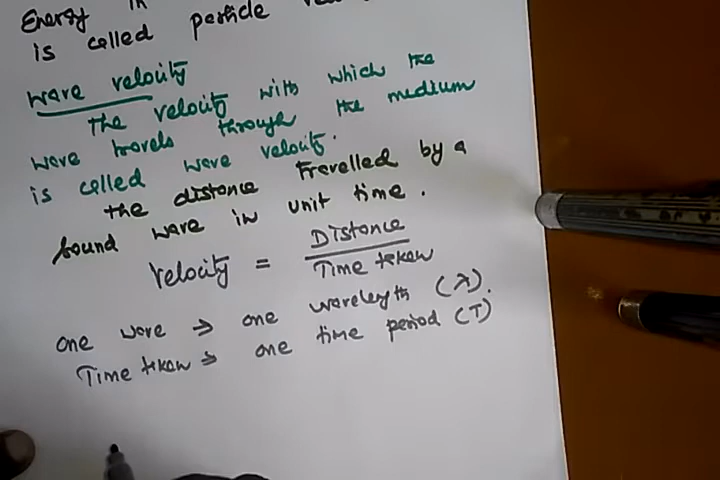 Energy in
is called particle
wave velocity
The velocity with which the
wave travels through the medium
is called wave velocity.
the distance Travelled by a
sound wave in unit time.
Velocity = Distance
Time taken
one wave → one wavelength (λ).
Time taken → one time period (T)